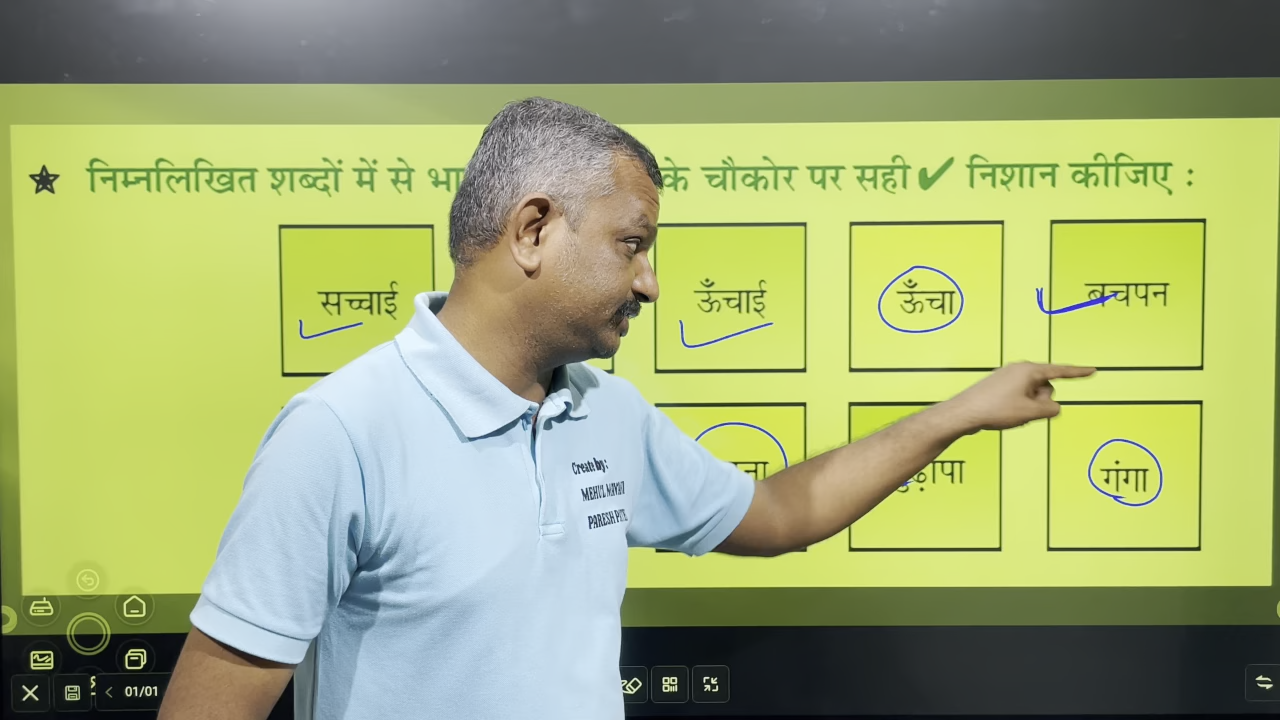 निम्नलिखित शब्दों में से के चौकोर पर सही ✔ निशान कीजिए :
सच्चाई ऊँचाई ऊँचा बचपन
गंगा
Create by:
MEHUL
PARESH
01/01